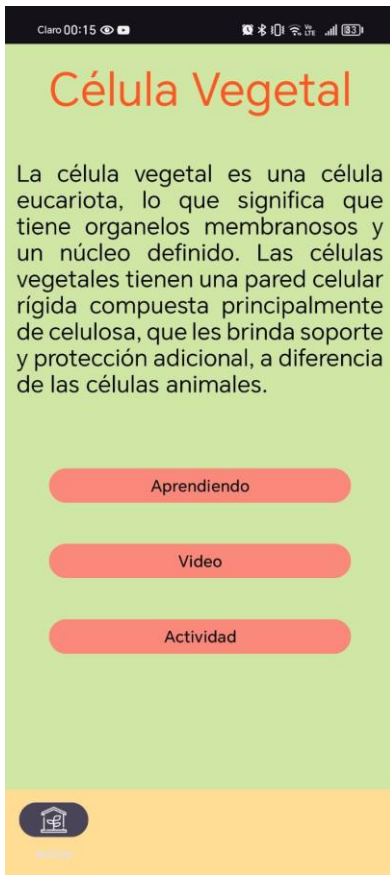 Claro 00:15
Vo
LTE
83
Célula Vegetal
La célula vegetal es una célula
eucariota, lo que significa que
tiene organelos membranosos y
un núcleo definido. Las células
vegetales tienen una pared celular
rígida compuesta principalmente
de celulosa, que les brinda soporte
y protección adicional, a diferencia
de las células animales.
Aprendiendo
Video
Actividad